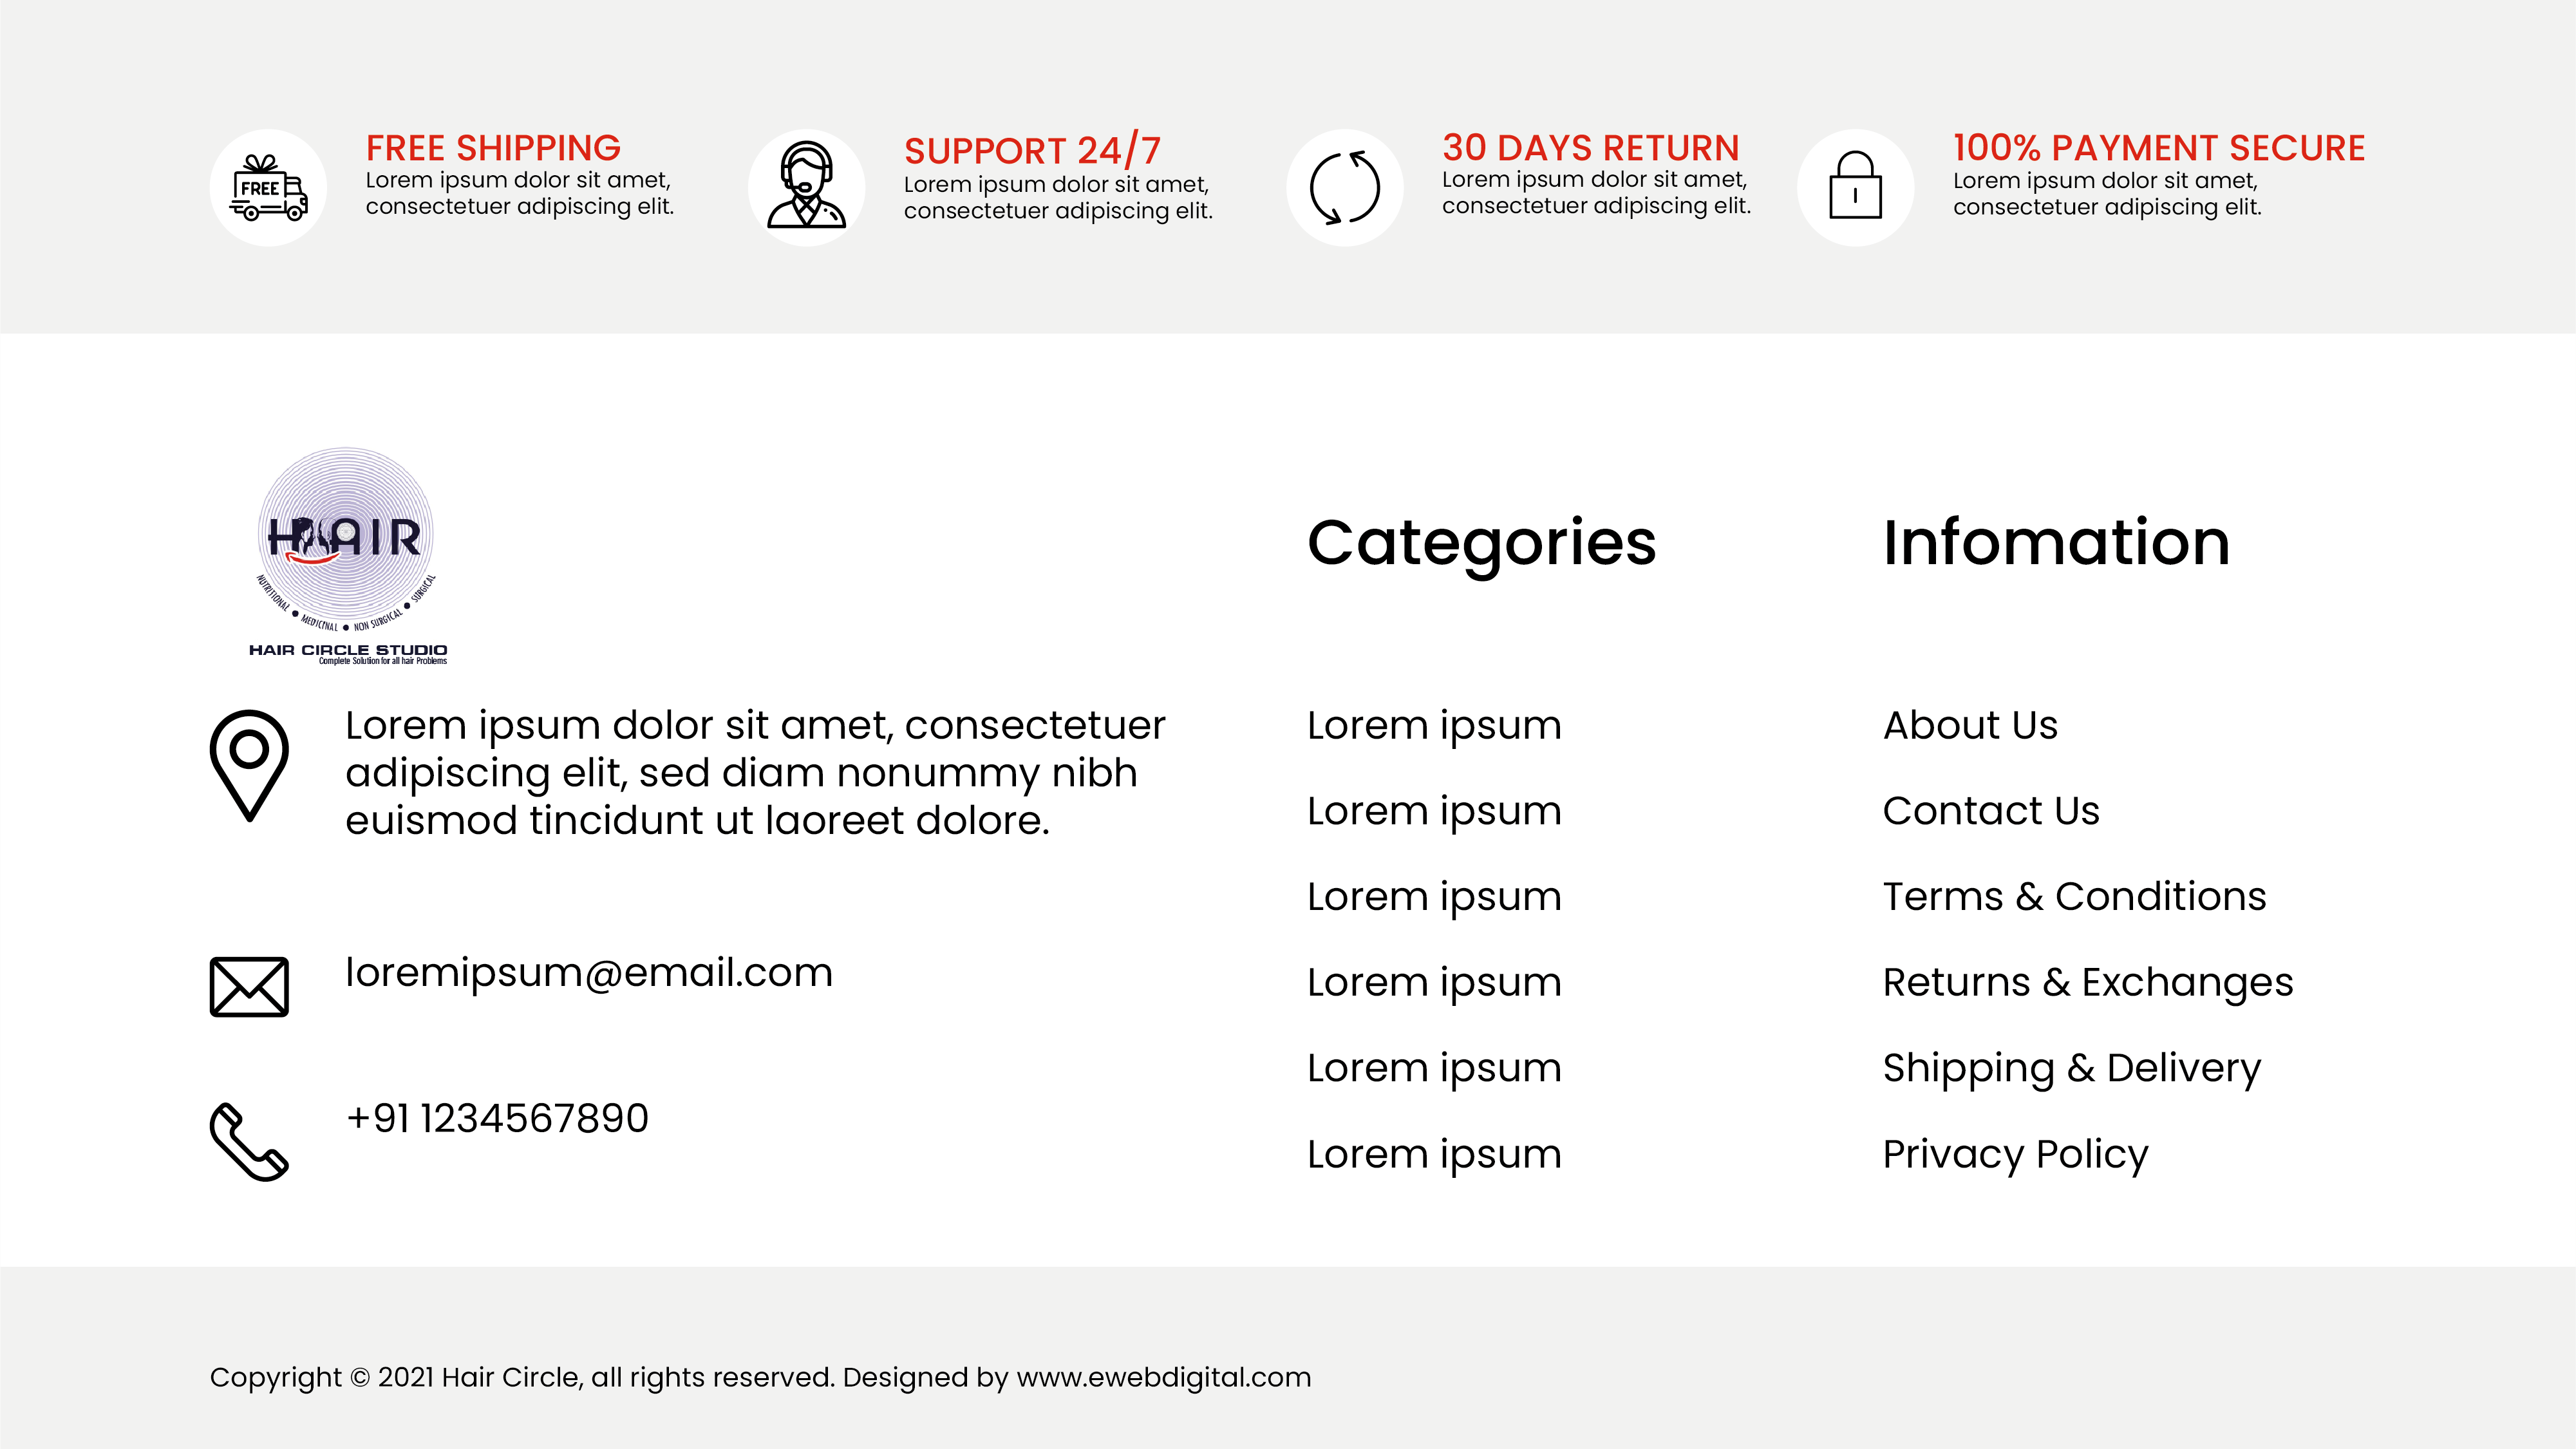 FREE
FREE SHIPPING
Lorem ipsum dolor sit amet,
consectetuer adipiscing elit.
SUPPORT 24/7
Lorem ipsum dolor sit amet,
consectetuer adipiscing elit.
30 DAYS RETURN
Lorem ipsum dolor sit amet,
consectetuer adipiscing elit.
100% PAYMENT SECURE
Lorem ipsum dolor sit amet,
consectetuer adipiscing elit.
HAIR
NUTRITIONAL • MEDICINAL • NON SURGICAL • SURGICAL
HAIR CIRCLE STUDIO
Complete Solution for all hair Problems
Lorem ipsum dolor sit amet, consectetuer
adipiscing elit, sed diam nonummy nibh
euismod tincidunt ut laoreet dolore.
loremipsum@email.com
+91 1234567890
Categories
Lorem ipsum
Lorem ipsum
Lorem ipsum
Lorem ipsum
Lorem ipsum
Lorem ipsum
Infomation
About Us
Contact Us
Terms & Conditions
Returns & Exchanges
Shipping & Delivery
Privacy Policy
Copyright © 2021 Hair Circle, all rights reserved. Designed by www.ewebdigital.com